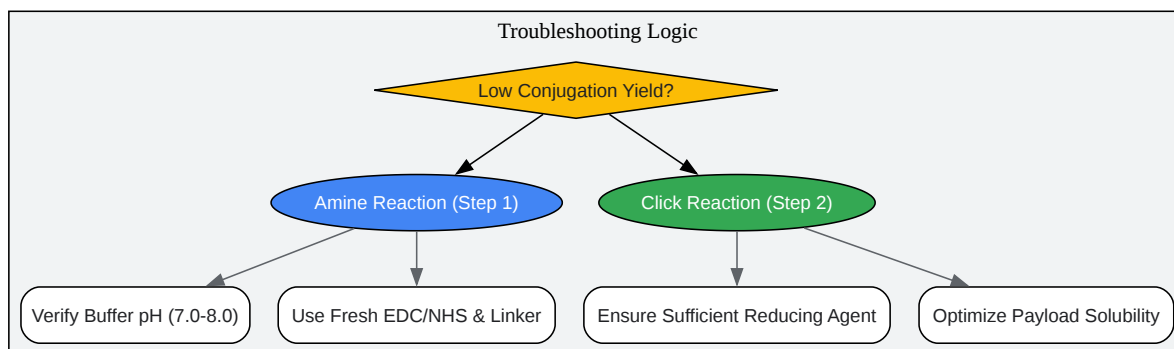 Troubleshooting Logic
Low Conjugation Yield?
Amine Reaction (Step 1)
Click Reaction (Step 2)
Verify Buffer pH (7.0-8.0)
Use Fresh EDC/NHS & Linker
Ensure Sufficient Reducing Agent
Optimize Payload Solubility